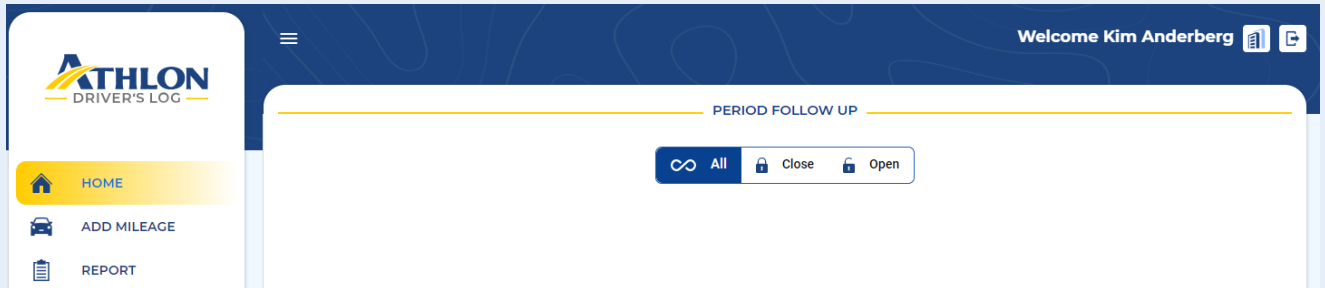 ATHLON
DRIVER'S LOG
Welcome Kim Anderberg
PERIOD FOLLOW UP
All Close Open
HOME
ADD MILEAGE
REPORT